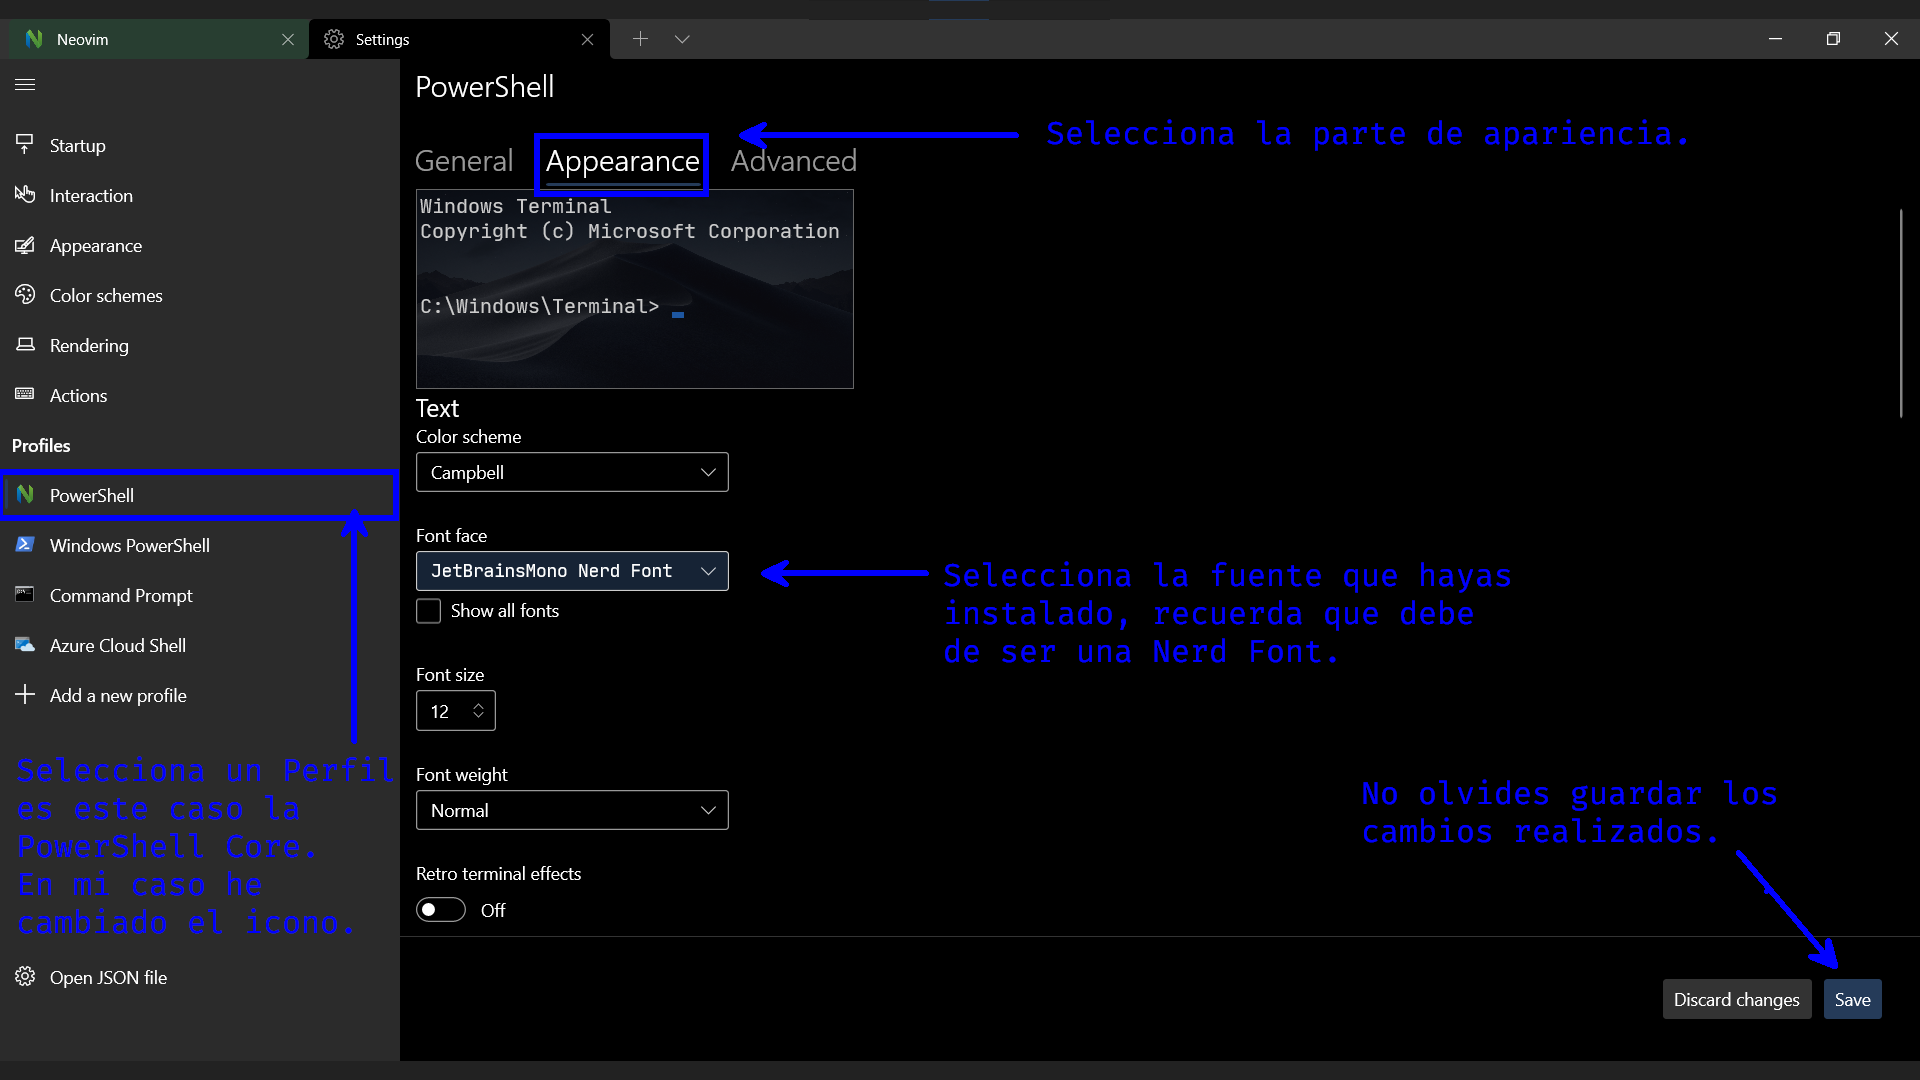 Neovim
Settings
PowerShell
Selecciona la parte de apariencia.
General
Appearance
Advanced
Startup
Interaction
Appearance
Color schemes
Rendering
Actions
Profiles
PowerShell
Windows PowerShell
Command Prompt
Azure Cloud Shell
Add a new profile
Selecciona un Perfil
es este caso la
PowerShell Core.
En mi caso he
cambiado el icono.
Open JSON file
Windows Terminal
Copyright (c) Microsoft Corporation
C:\Windows\Terminal>
Text
Color scheme
Campbell
Font face
JetBrainsMono Nerd Font
Show all fonts
Selecciona la fuente que hayas
instalado, recuerda que debe
de ser una Nerd Font.
Font size
12
Font weight
Normal
Retro terminal effects
Off
No olvides guardar los
cambios realizados.
Discard changes
Save